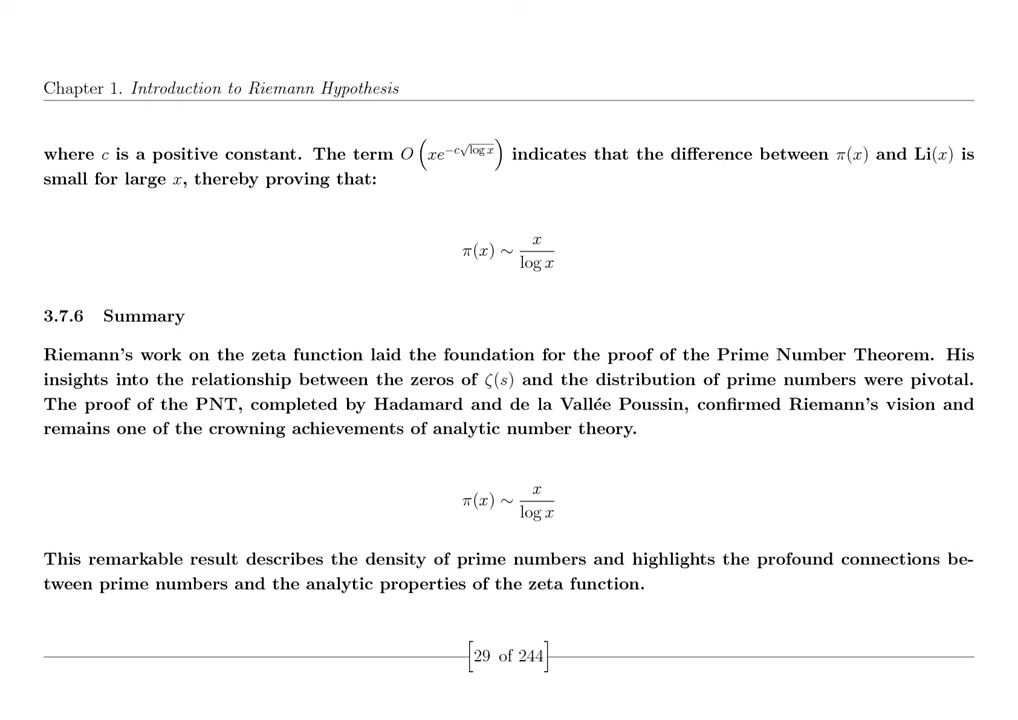 Chapter 1. Introduction to Riemann Hypothesis
where c is a positive constant. The term O(xe^{-c√log x}) indicates that the difference between π(x) and Li(x) is
small for large x, thereby proving that:
π(x) ∼ x/log x
3.7.6 Summary
Riemann's work on the zeta function laid the foundation for the proof of the Prime Number Theorem. His
insights into the relationship between the zeros of ζ(s) and the distribution of prime numbers were pivotal.
The proof of the PNT, completed by Hadamard and de la Vallée Poussin, confirmed Riemann's vision and
remains one of the crowning achievements of analytic number theory.
π(x) ∼ x/log x
This remarkable result describes the density of prime numbers and highlights the profound connections be-
tween prime numbers and the analytic properties of the zeta function.
[29 of 244]